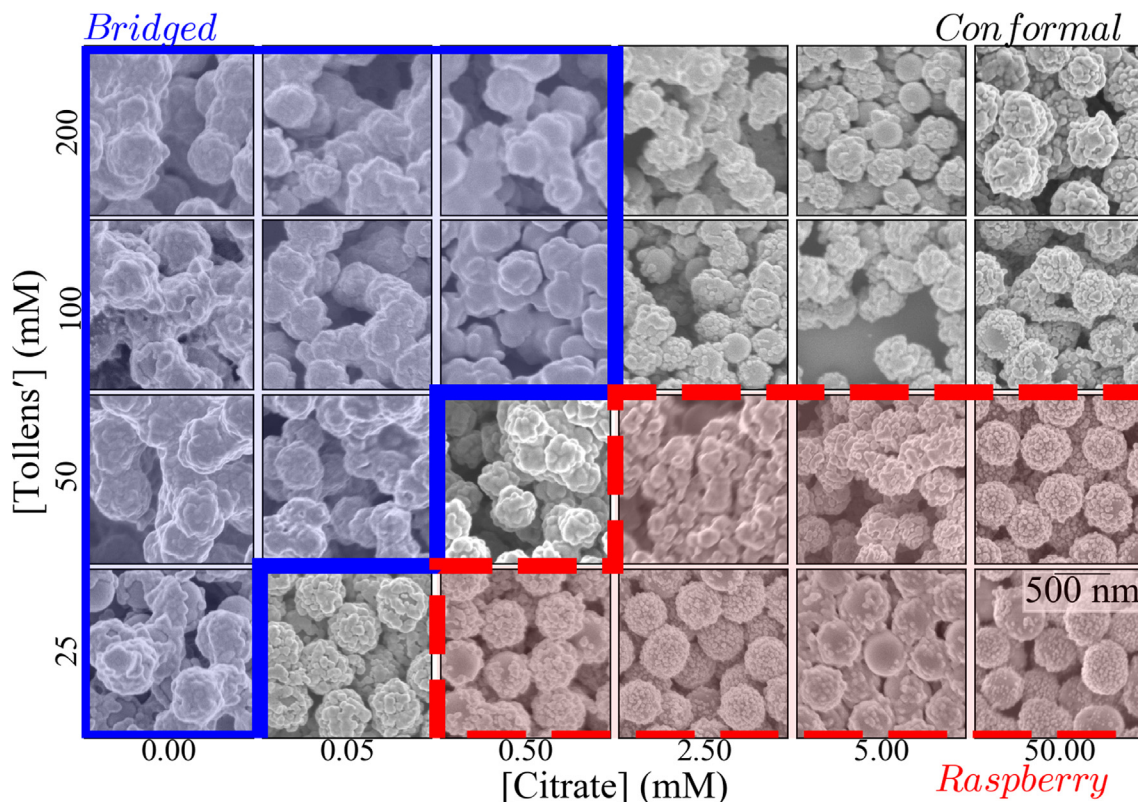 Bridged
Conformal
200
100
50
25
[Tollens'] (mM)
500 nm
0.00
0.05
0.50
2.50
5.00
50.00
[Citrate] (mM)
Raspberry